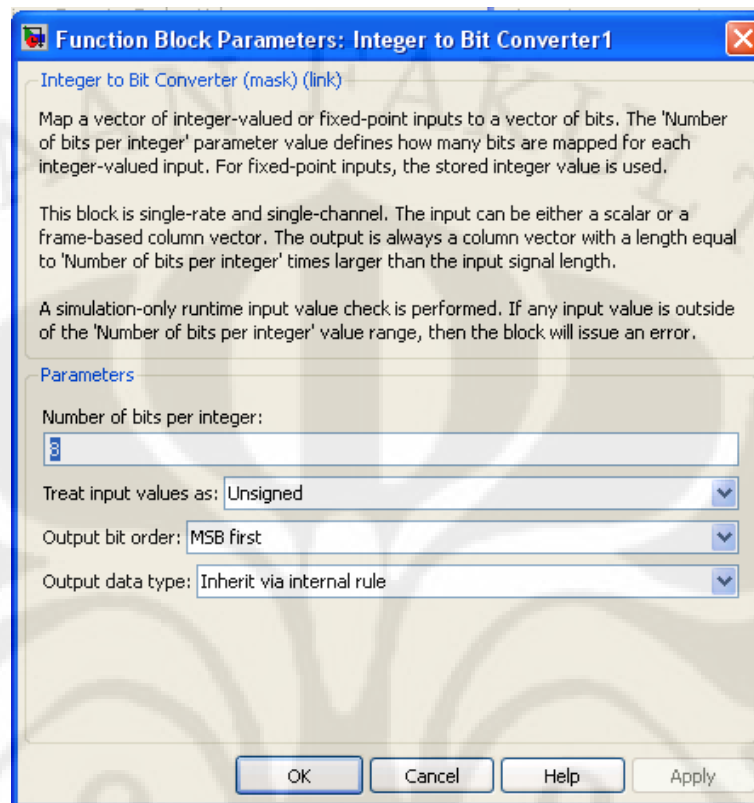 Function Block Parameters: Integer to Bit Converter1
Integer to Bit Converter (mask) (link)
Map a vector of integer-valued or fixed-point inputs to a vector of bits. The 'Number
of bits per integer' parameter value defines how many bits are mapped for each
integer-valued input. For fixed-point inputs, the stored integer value is used.
This block is single-rate and single-channel. The input can be either a scalar or a
frame-based column vector. The output is always a column vector with a length equal
to 'Number of bits per integer' times larger than the input signal length.
A simulation-only runtime input value check is performed. If any input value is outside
of the 'Number of bits per integer' value range, then the block will issue an error.
Parameters
Number of bits per integer:
8
Treat input values as: Unsigned
Output bit order: MSB first
Output data type: Inherit via internal rule
OK Cancel Help Apply